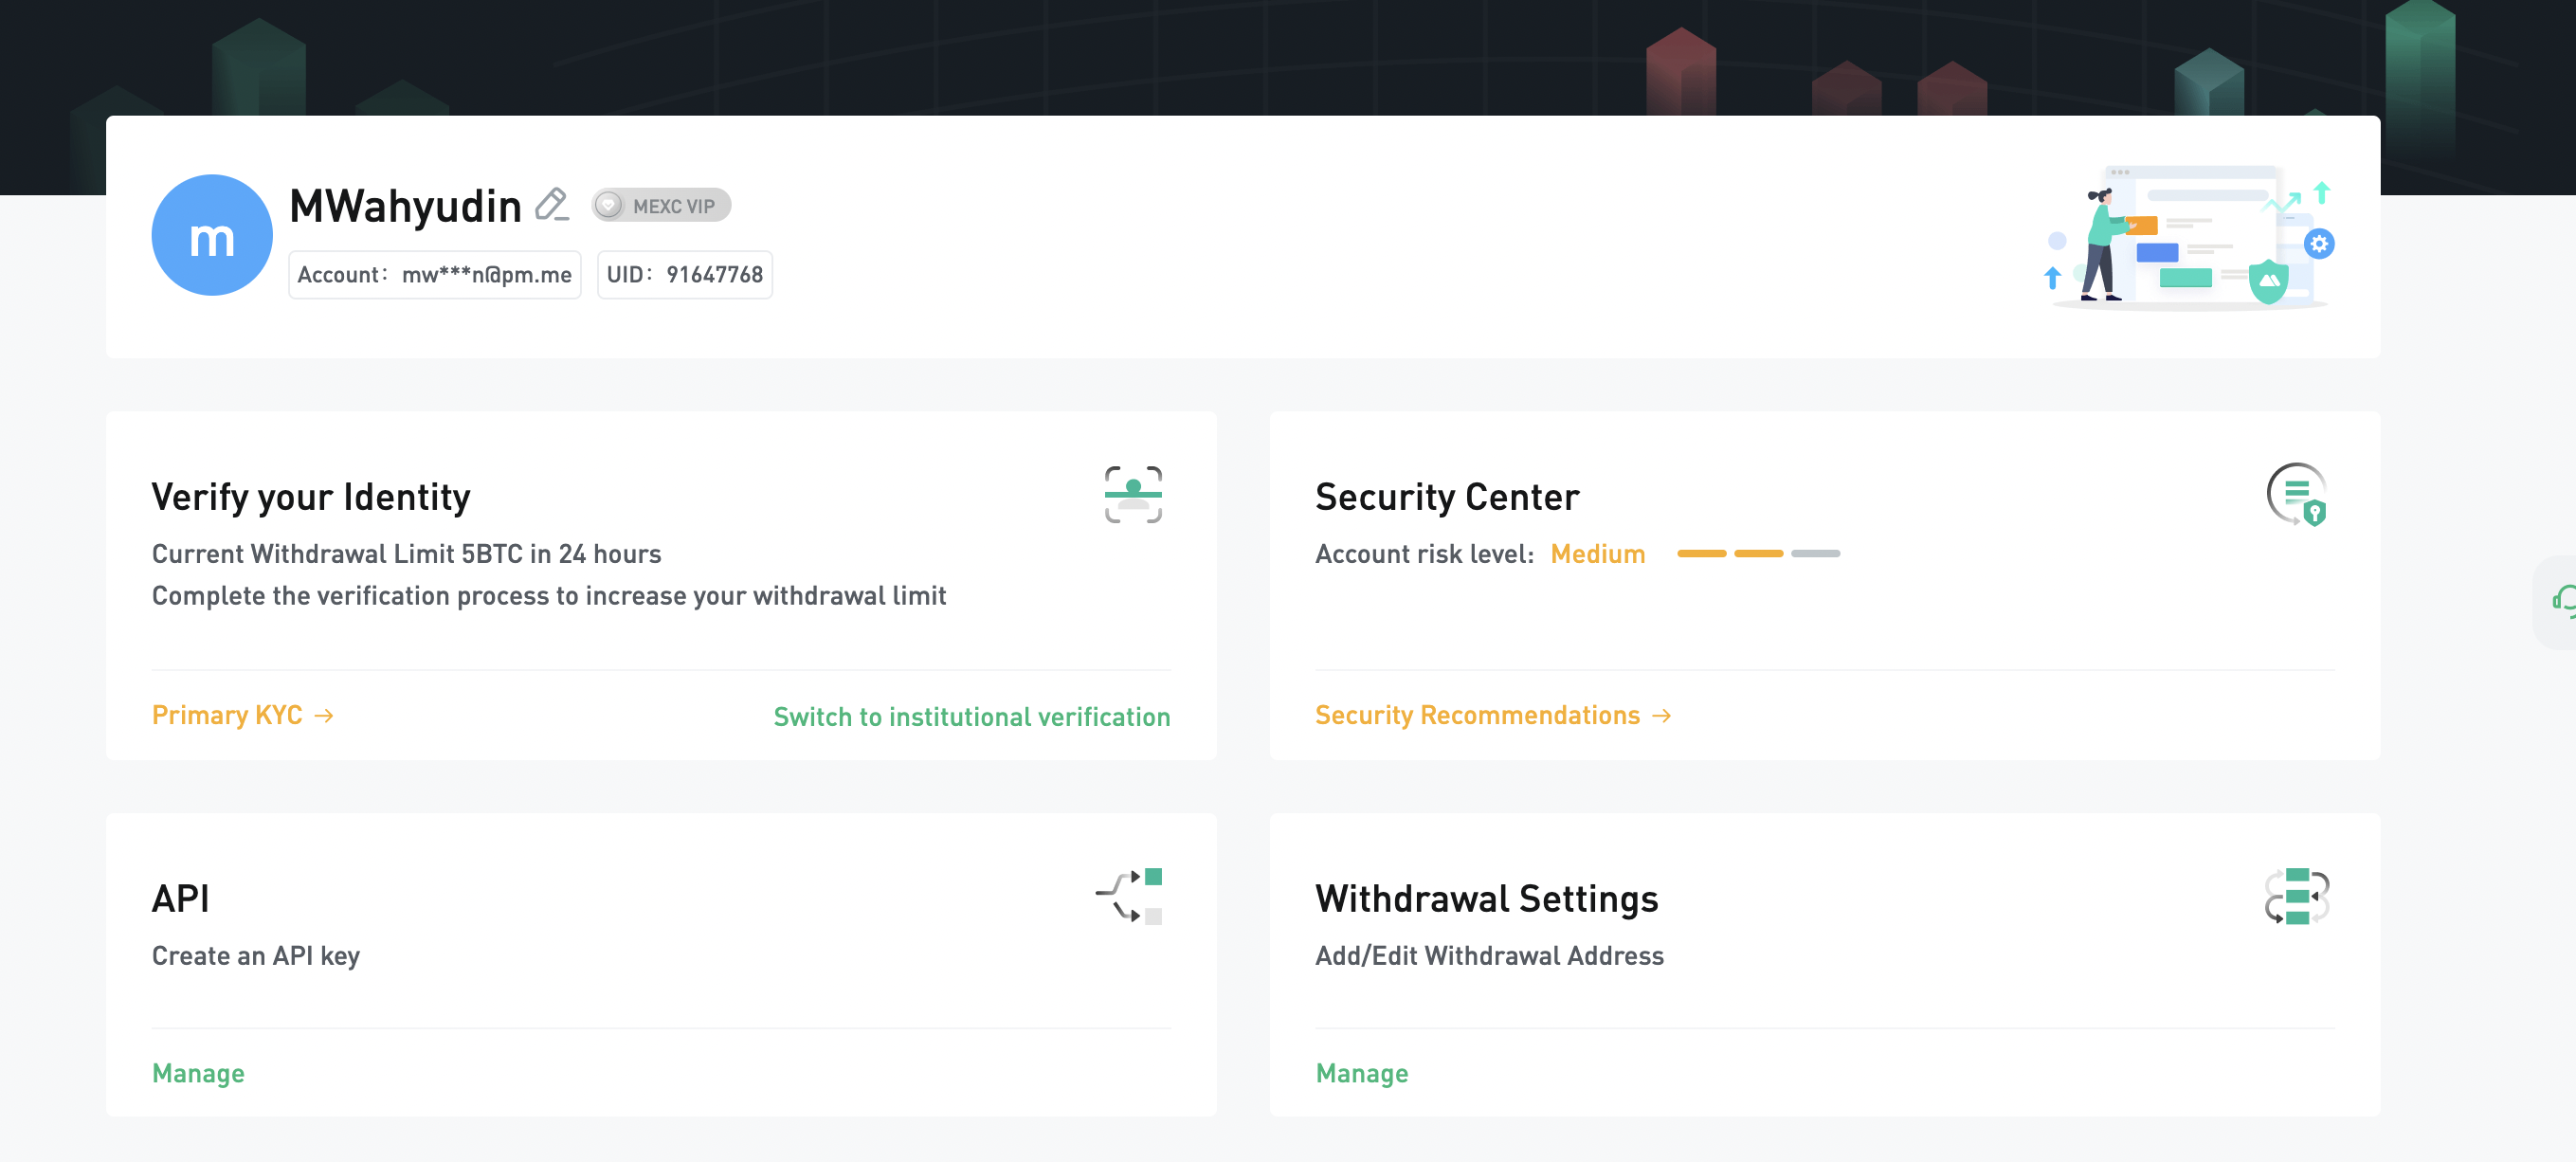 m
MWahyudin MEXC VIP
Account: mw***n@pm.me UID: 91647768
Verify your Identity
Current Withdrawal Limit 5BTC in 24 hours
Complete the verification process to increase your withdrawal limit
Primary KYC → Switch to institutional verification
Security Center
Account risk level: Medium
Security Recommendations →
API
Create an API key
Manage
Withdrawal Settings
Add/Edit Withdrawal Address
Manage